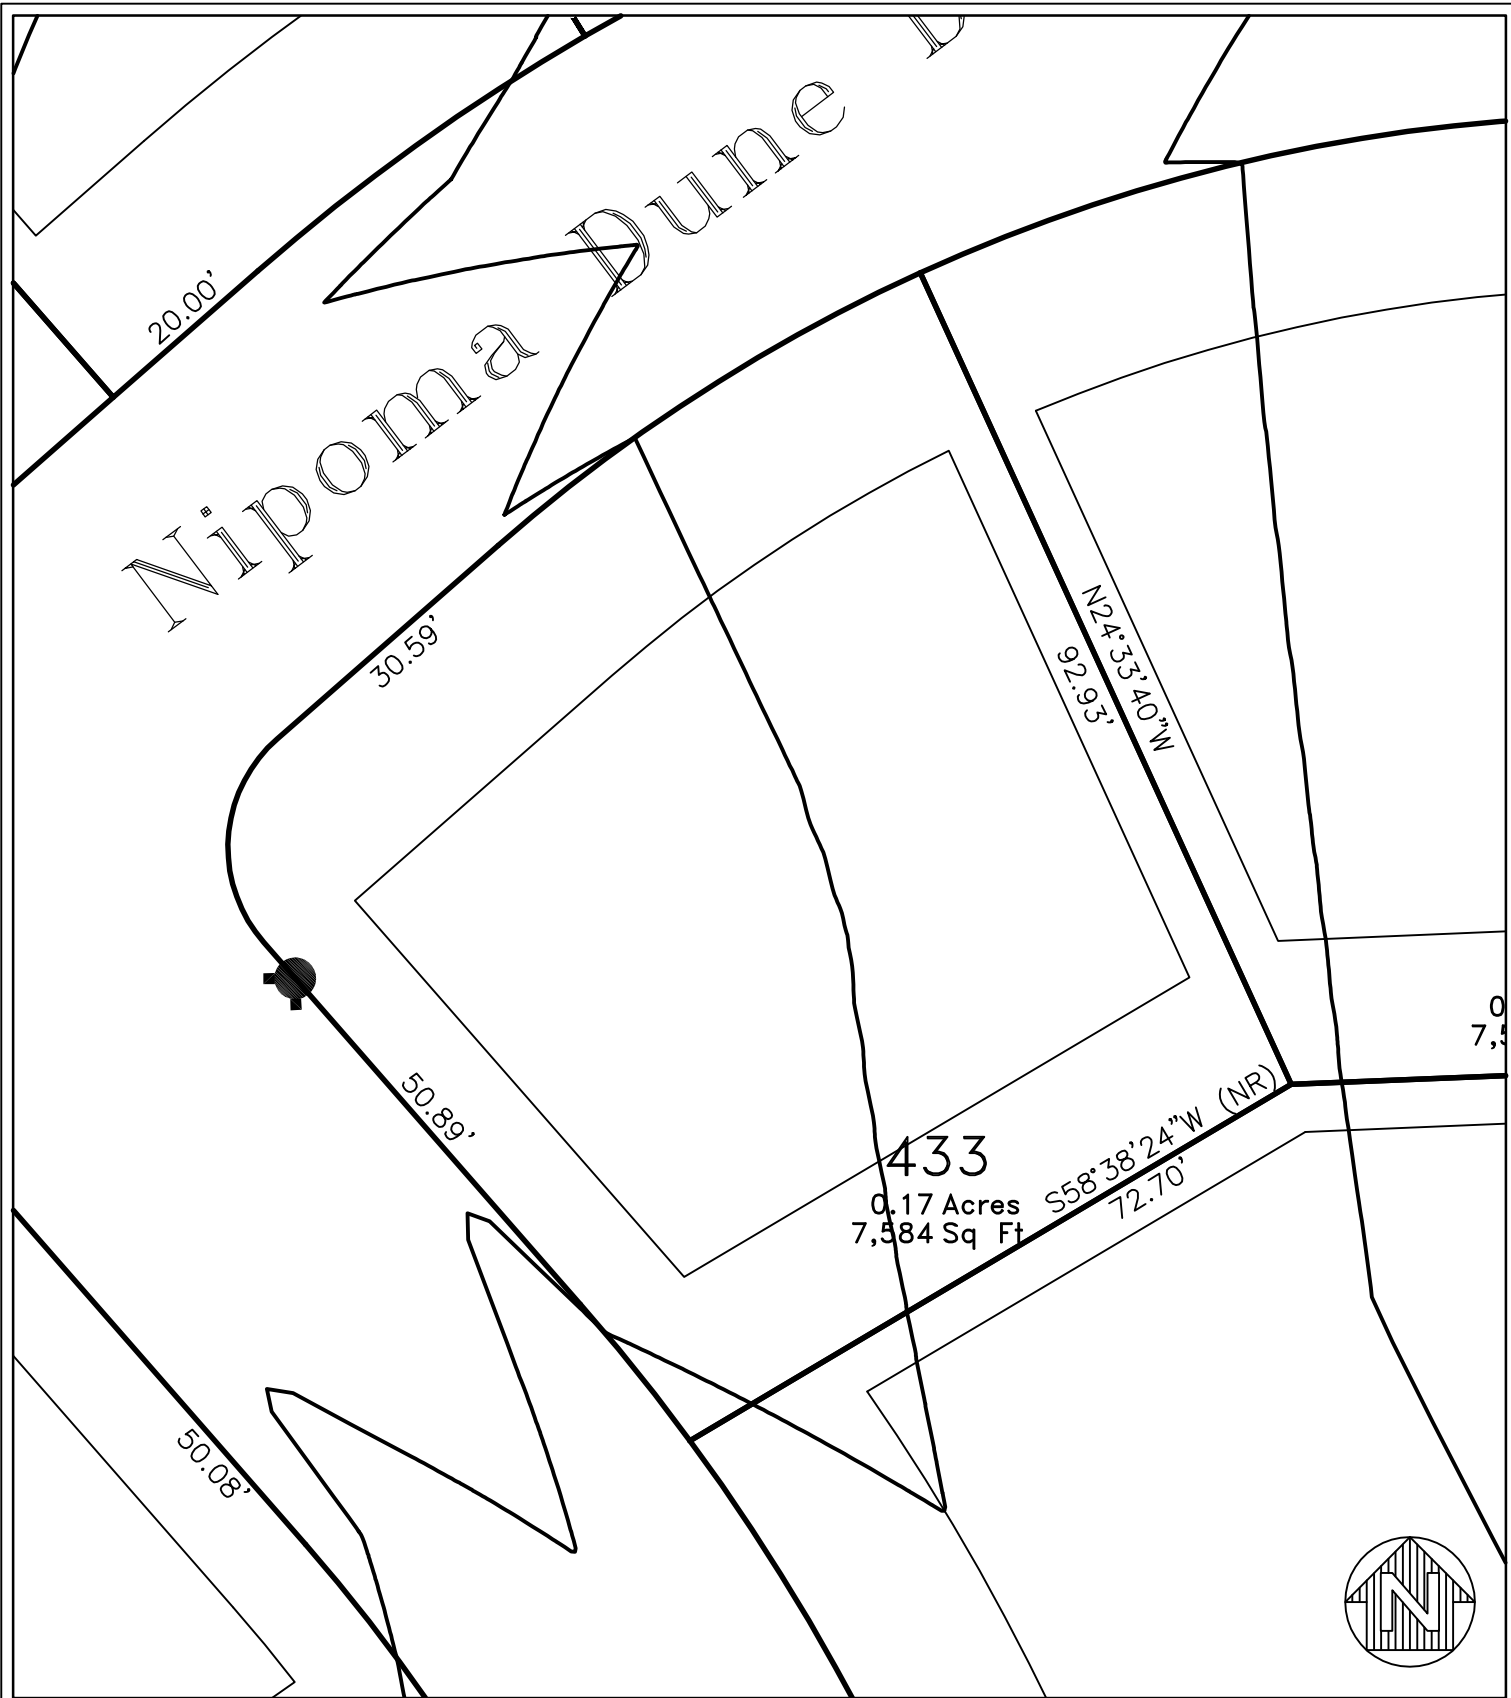 Nipoma Dune
20.00'
30.59'
N24°33'40"W
92.93'
50.89'
433
0.17 Acres
7,584 Sq Ft
S58°38'24"W (NR)
72.70'
50.08'
N